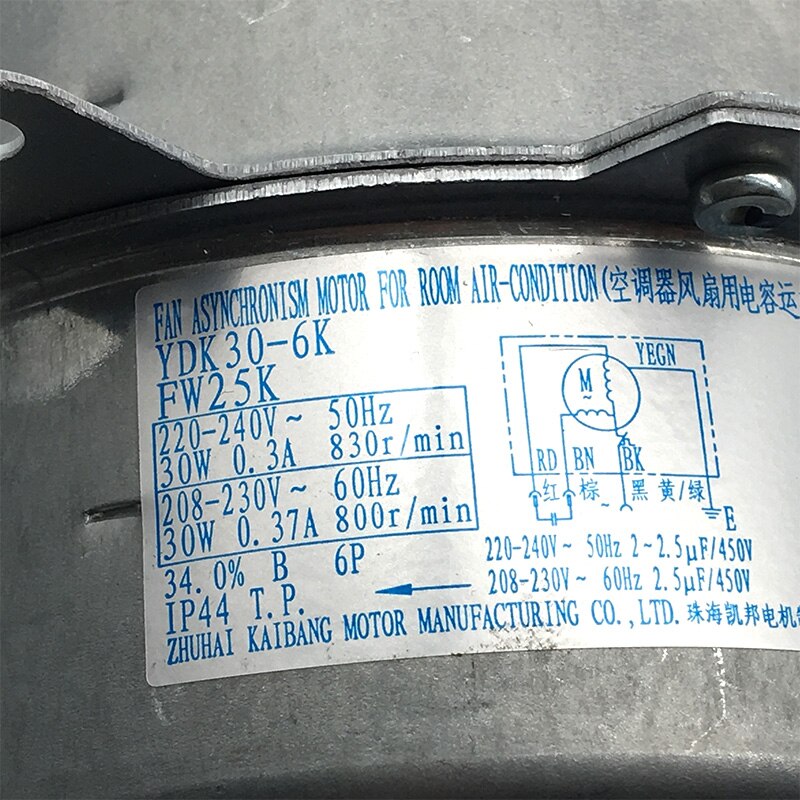 FAN ASYNCHRONISM MOTOR FOR ROOM AIR-CONDITION(空调器风扇用电容运
YDK30-6K
FW25K
220-240V~ 50Hz
30W 0.3A 830r/min
208-230V~ 60Hz
30W 0.37A 800r/min
34.0% B 6P
IP44 T.P.
M
~
YEGN
RD BN BK
红 棕 黑 黄/绿
~
E
220-240V~ 50Hz 2~2.5μF/450V
208-230V~ 60Hz 2.5μF/450V
ZHUHAI KAIBANG MOTOR MANUFACTURING CO.,LTD. 珠海凯邦电机制